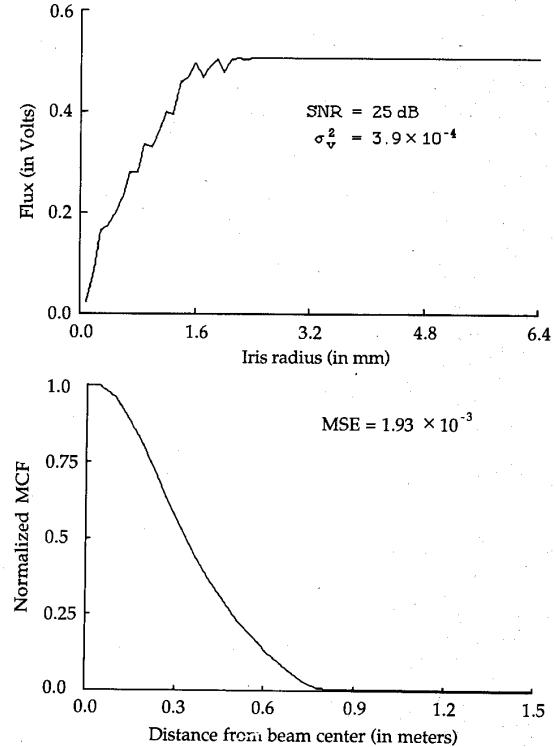 0.6
0.4
0.2
0.0
Flux (in Volts)
SNR = 25 dB
σ_v^2 = 3.9 × 10^-4
0.0 1.6 3.2 4.8 6.4
Iris radius (in mm)
1.0
0.75
0.5
0.25
0.0
Normalized MCF
MSE = 1.93 × 10^-3
0.0 0.3 0.6 0.9 1.2 1.5
Distance from beam center (in meters)